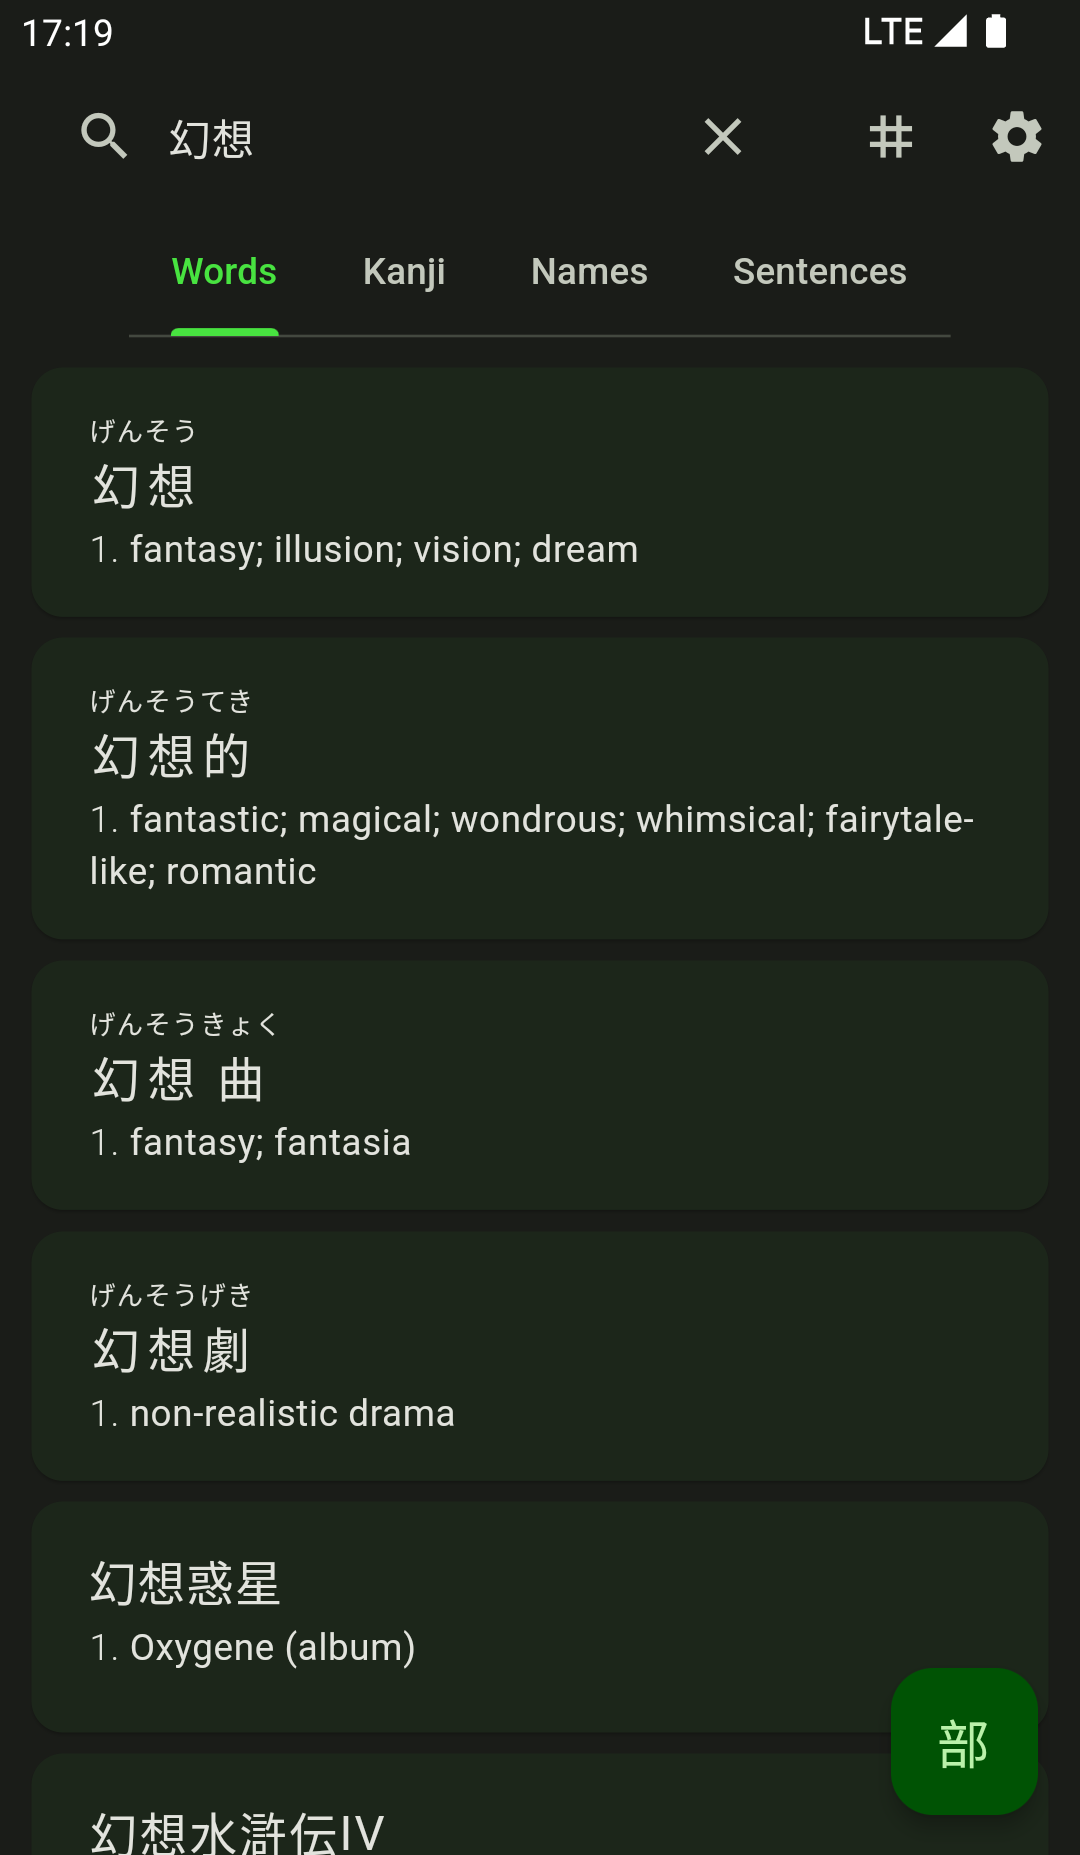 17:19 LTE
幻想
Words Kanji Names Sentences
げんそう
幻想
1. fantasy; illusion; vision; dream
げんそうてき
幻想的
1. fantastic; magical; wondrous; whimsical; fairytale-
like; romantic
げんそうきょく
幻想 曲
1. fantasy; fantasia
げんそうげき
幻想劇
1. non-realistic drama
幻想惑星
1. Oxygene (album)
部
幻想水滸伝IV